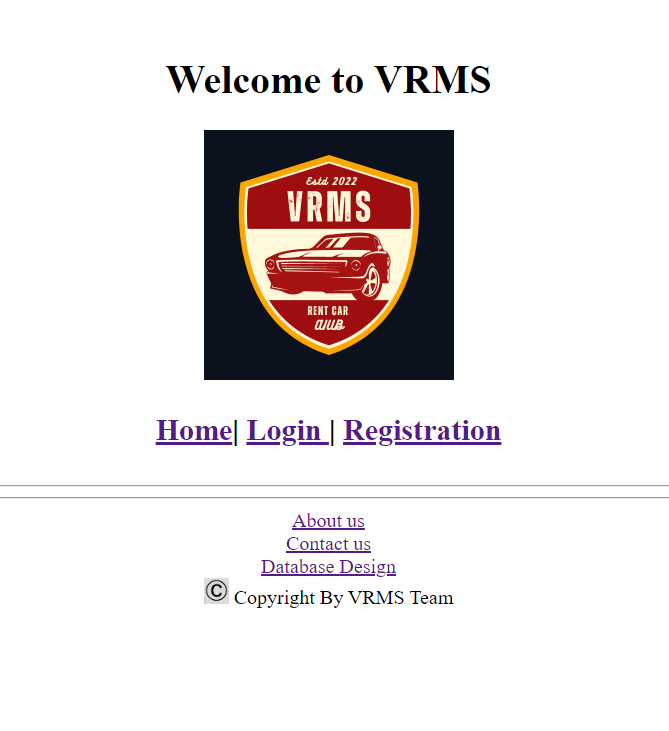 Welcome to VRMS
Estd 2022
VRMS
RENT CAR
AIUB
Home| Login | Registration
About us
Contact us
Database Design
© Copyright By VRMS Team